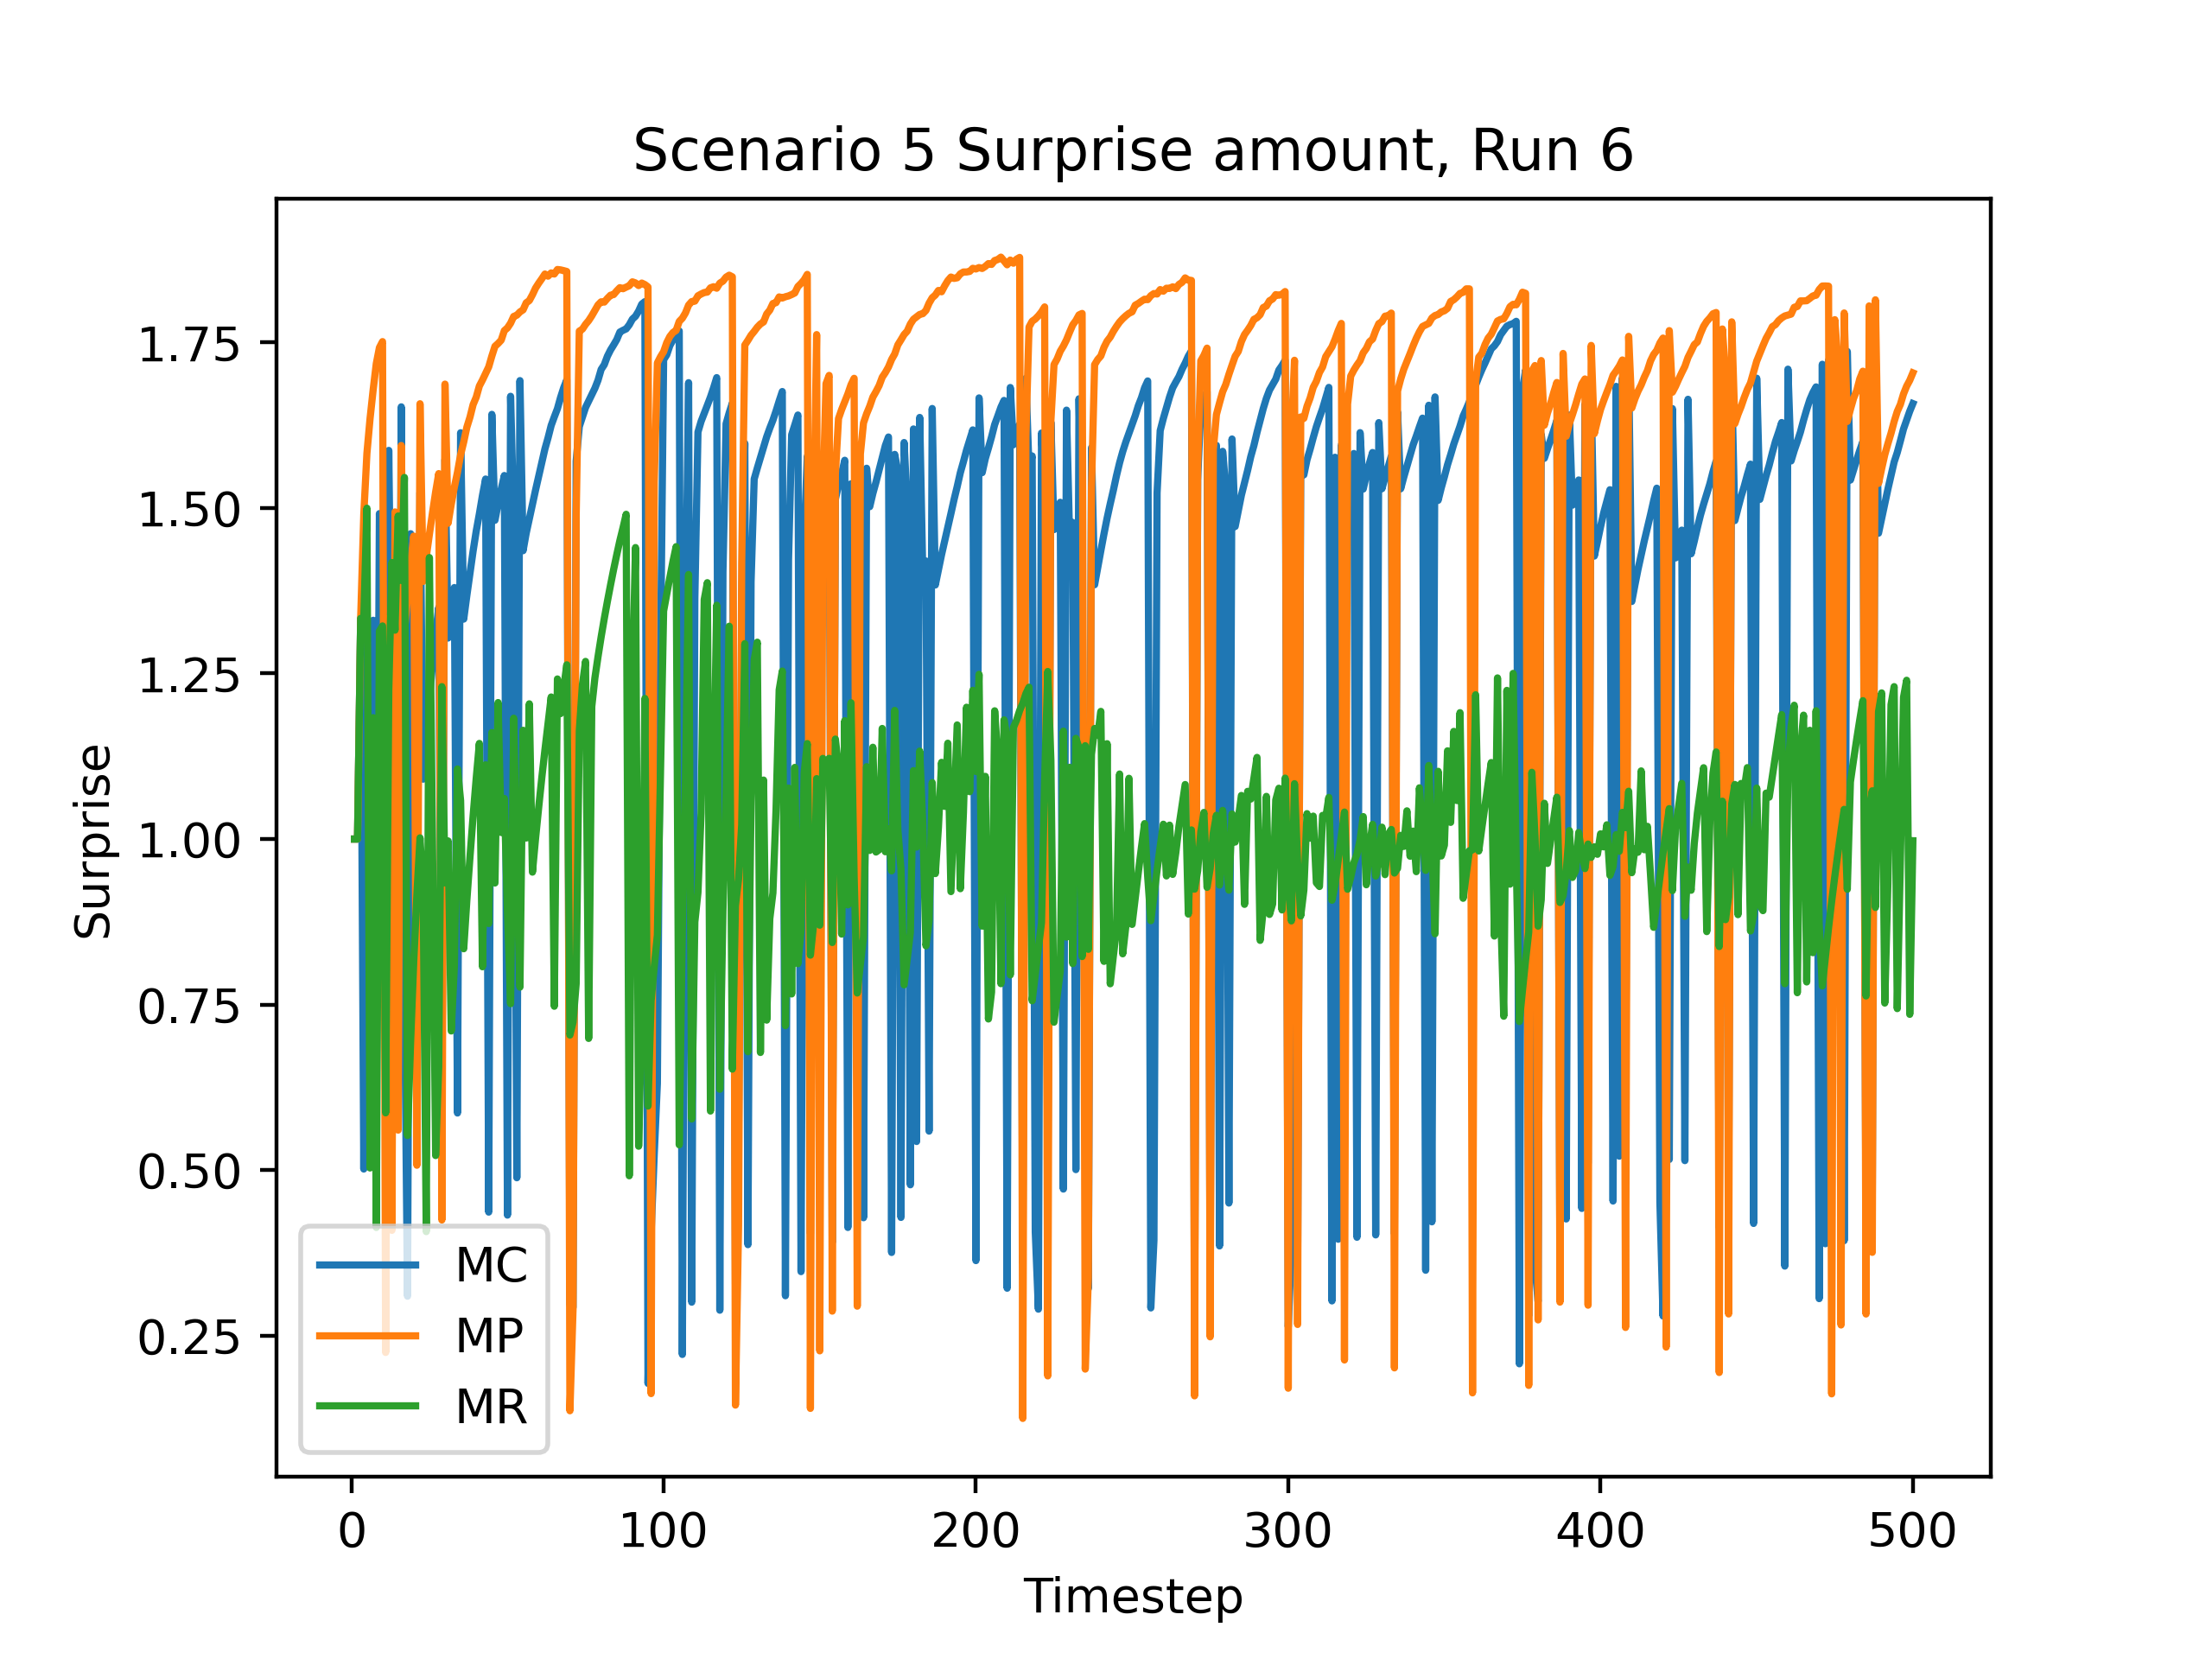 Scenario 5 Surprise amount, Run 6
Surprise
1.75
1.50
1.25
1.00
0.75
0.50
0.25
MC
MP
MR
0 100 200 300 400 500
Timestep